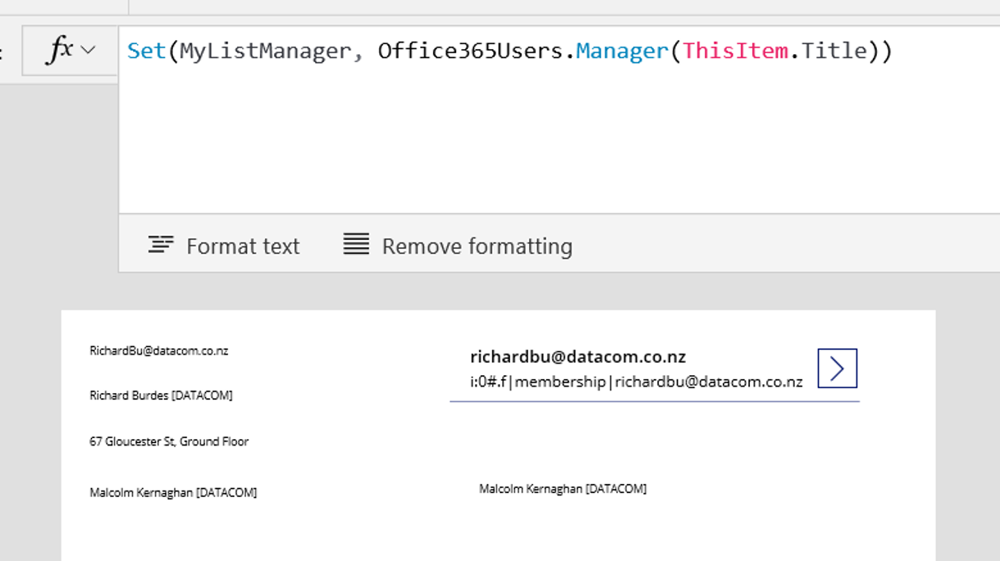 fx
Set(MyListManager, Office365Users.Manager(ThisItem.Title))
Format text
Remove formatting
RichardBu@datacom.co.nz
Richard Burdes [DATACOM]
67 Gloucester St, Ground Floor
Malcolm Kernaghan [DATACOM]
richardbu@datacom.co.nz
i:0#.f|membership|richardbu@datacom.co.nz
Malcolm Kernaghan [DATACOM]